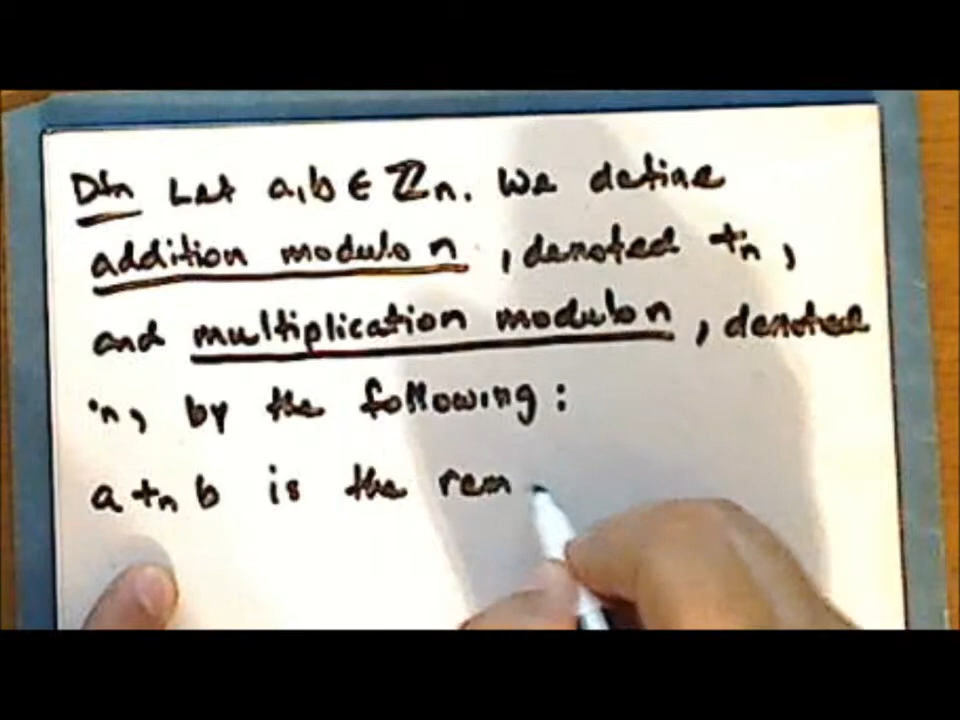 Dfn Let a,b ∈ ℤn. We define
addition modulo n, denoted +n,
and multiplication modulo n, denoted
·n, by the following:
a +n b is the rem